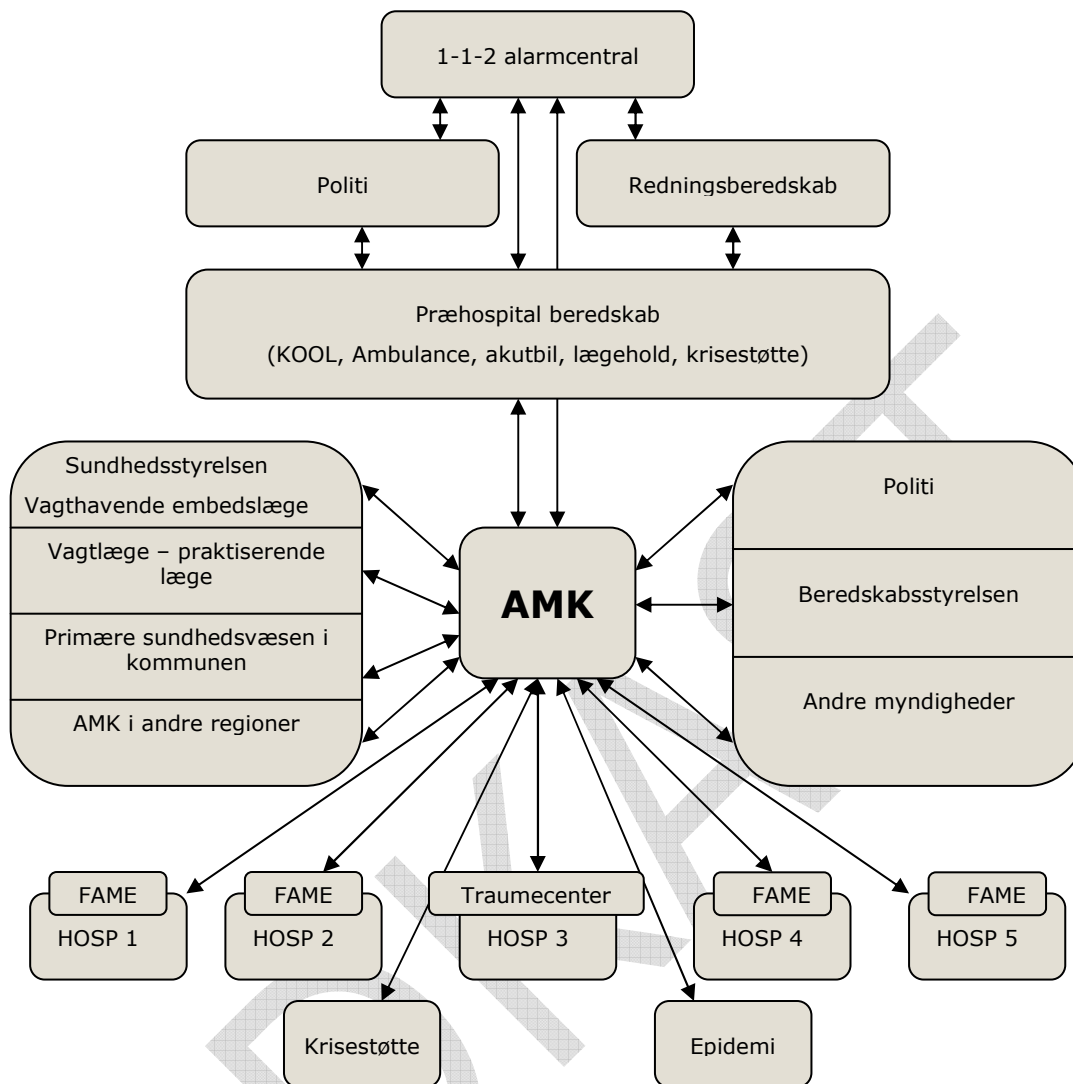 1-1-2 alarmcentral
Politi
Redningsberedskab
Præhospital beredskab
(KOOL, Ambulance, akutbil, lægehold, krisestøtte)
Sundhedsstyrelsen
Vagthavende embedslæge
Vagtlæge – praktiserende
læge
Primære sundhedsvæsen i
kommunen
AMK i andre regioner
AMK
Politi
Beredskabsstyrelsen
Andre myndigheder
FAME
HOSP 1
FAME
HOSP 2
Traumecenter
HOSP 3
FAME
HOSP 4
FAME
HOSP 5
Krisestøtte
Epidemi